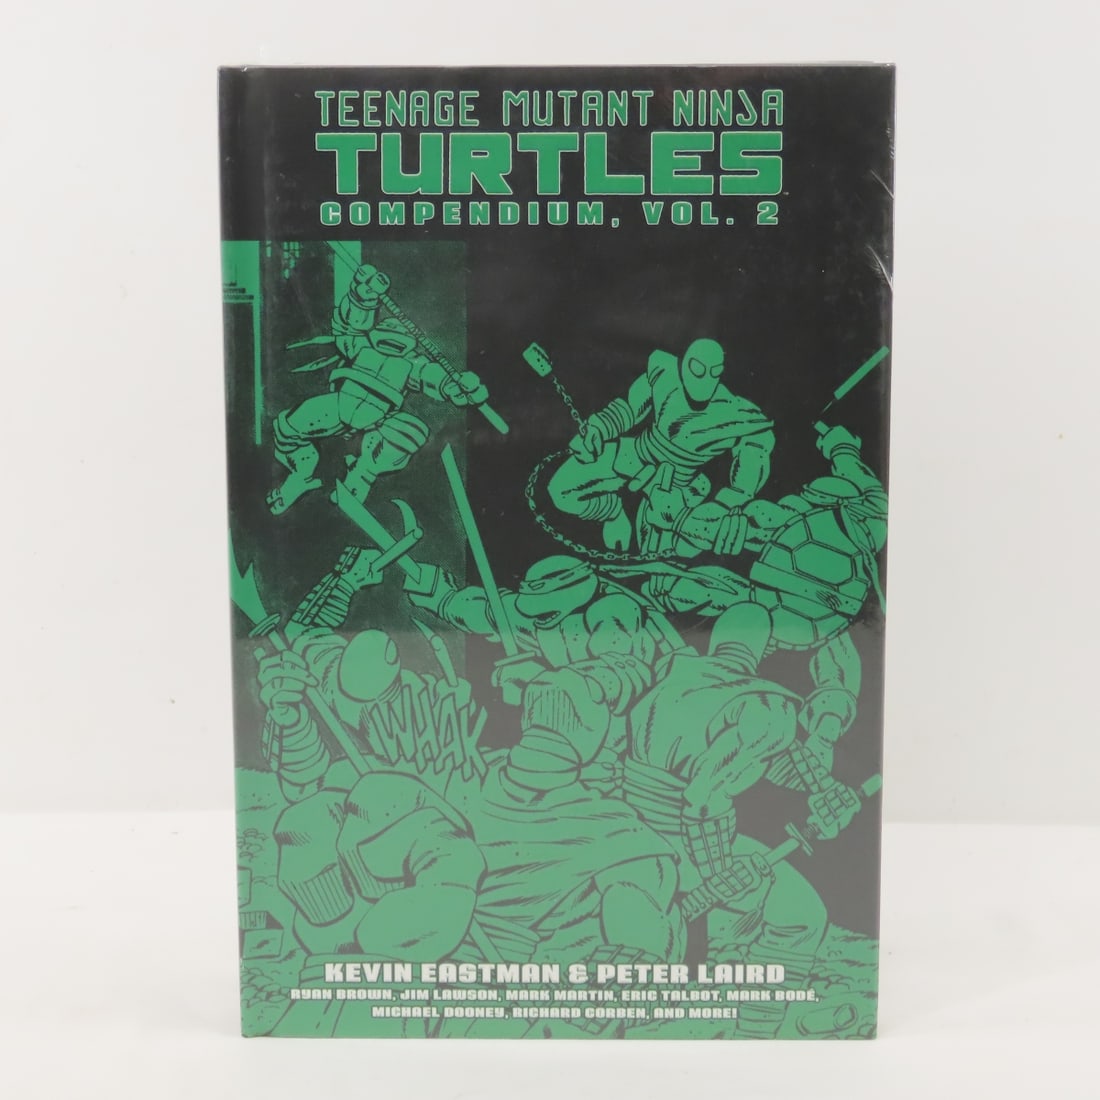 TEENAGE MUTANT NINJA
TURTLES
COMPENDIUM, VOL. 2
WHAK
KEVIN EASTMAN & PETER LAIRD
RYAN BROWN, JIM LAWSON, MARK MARTIN, ERIC TALBOT, MARK BODÉ,
MICHAEL DOONEY, RICHARD CORBEN, AND MORE!